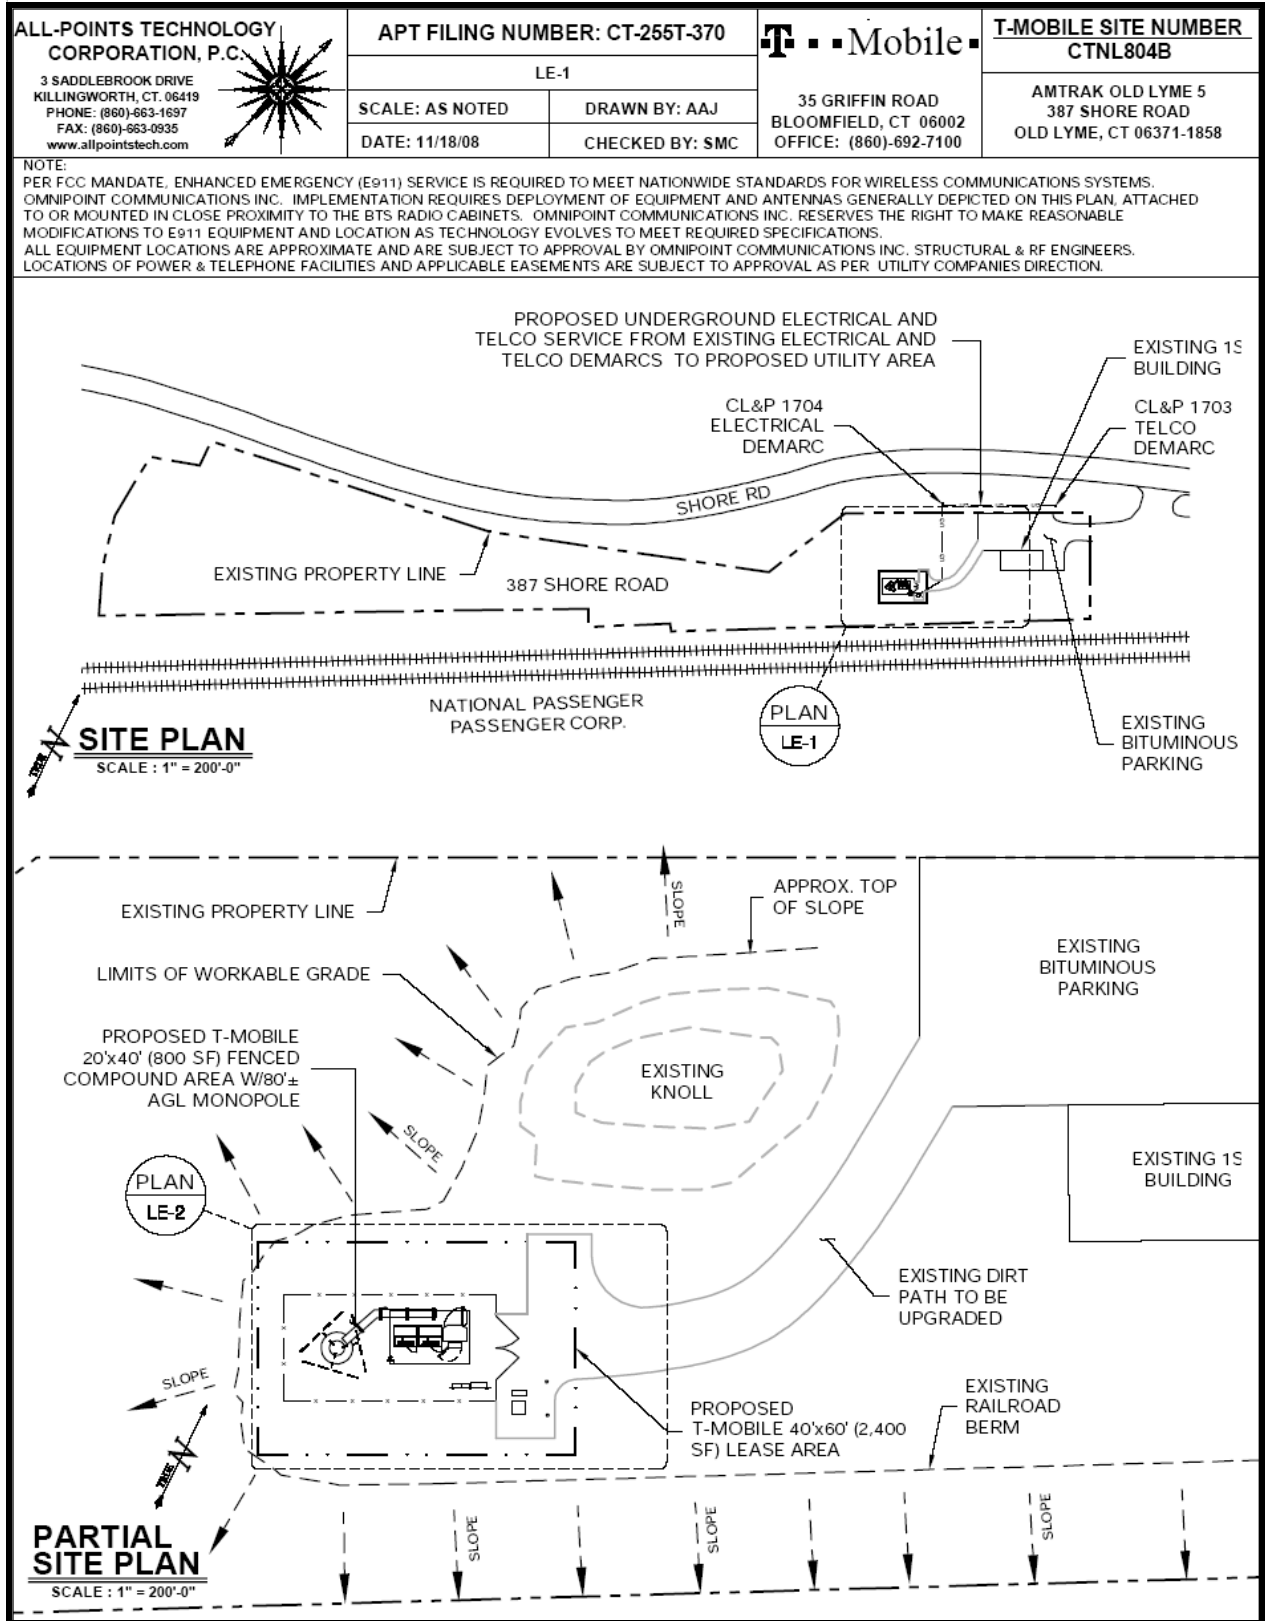 ALL-POINTS TECHNOLOGY
CORPORATION, P.C.
3 SADDLEBROOK DRIVE
KILLINGWORTH, CT. 06419
PHONE: (860)-663-1697
FAX: (860)-663-0935
www.allpointstech.com
APT FILING NUMBER: CT-255T-370
LE-1
SCALE: AS NOTED
DRAWN BY: AAJ
DATE: 11/18/08
CHECKED BY: SMC
T Mobile
35 GRIFFIN ROAD
BLOOMFIELD, CT 06002
OFFICE: (860)-692-7100
T-MOBILE SITE NUMBER
CTNL804B
AMTRAK OLD LYME 5
387 SHORE ROAD
OLD LYME, CT 06371-1858
NOTE:
PER FCC MANDATE, ENHANCED EMERGENCY (E911) SERVICE IS REQUIRED TO MEET NATIONWIDE STANDARDS FOR WIRELESS COMMUNICATIONS SYSTEMS.
OMNIPOINT COMMUNICATIONS INC. IMPLEMENTATION REQUIRES DEPLOYMENT OF EQUIPMENT AND ANTENNAS GENERALLY DEPICTED ON THIS PLAN, ATTACHED
TO OR MOUNTED IN CLOSE PROXIMITY TO THE BTS RADIO CABINETS. OMNIPOINT COMMUNICATIONS INC. RESERVES THE RIGHT TO MAKE REASONABLE
MODIFICATIONS TO E911 EQUIPMENT AND LOCATION AS TECHNOLOGY EVOLVES TO MEET REQUIRED SPECIFICATIONS.
ALL EQUIPMENT LOCATIONS ARE APPROXIMATE AND ARE SUBJECT TO APPROVAL BY OMNIPOINT COMMUNICATIONS INC. STRUCTURAL & RF ENGINEERS.
LOCATIONS OF POWER & TELEPHONE FACILITIES AND APPLICABLE EASEMENTS ARE SUBJECT TO APPROVAL AS PER UTILITY COMPANIES DIRECTION.
PROPOSED UNDERGROUND ELECTRICAL AND
TELCO SERVICE FROM EXISTING ELECTRICAL AND
TELCO DEMARCS TO PROPOSED UTILITY AREA
EXISTING 1S
BUILDING
CL&P 1704
ELECTRICAL
DEMARC
CL&P 1703
TELCO
DEMARC
SHORE RD
EXISTING PROPERTY LINE
387 SHORE ROAD
NATIONAL PASSENGER
PASSENGER CORP.
PLAN
LE-1
EXISTING
BITUMINOUS
PARKING
TRUE N
SITE PLAN
SCALE : 1" = 200'-0"
EXISTING PROPERTY LINE
SLOPE
APPROX. TOP
OF SLOPE
EXISTING
BITUMINOUS
PARKING
LIMITS OF WORKABLE GRADE
PROPOSED T-MOBILE
20'x40' (800 SF) FENCED
COMPOUND AREA W/80'±
AGL MONOPOLE
EXISTING
KNOLL
SLOPE
EXISTING 1S
BUILDING
PLAN
LE-2
EXISTING DIRT
PATH TO BE
UPGRADED
SLOPE
PROPOSED
T-MOBILE 40'x60' (2,400
SF) LEASE AREA
EXISTING
RAILROAD
BERM
TRUE N
SLOPE
SLOPE
SLOPE
PARTIAL
SITE PLAN
SCALE : 1" = 200'-0"